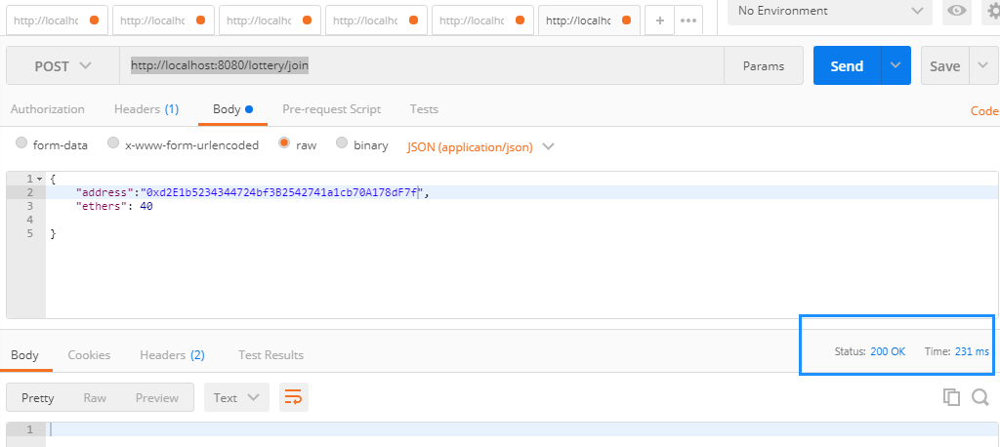 http://localhc http://localhc http://localhc http://localhc http://localhc http://localhc + ••• No Environment
POST http://localhost:8080/lottery/join Params Send Save
Authorization Headers (1) Body Pre-request Script Tests Code
form-data x-www-form-urlencoded raw binary JSON (application/json)
1 {
2 "address":"0xd2E1b5234344724bf3B2542741a1cb70A178dF7f",
3 "ethers": 40
4
5 }
Body Cookies Headers (2) Test Results Status: 200 OK Time: 231 ms
Pretty Raw Preview Text
1